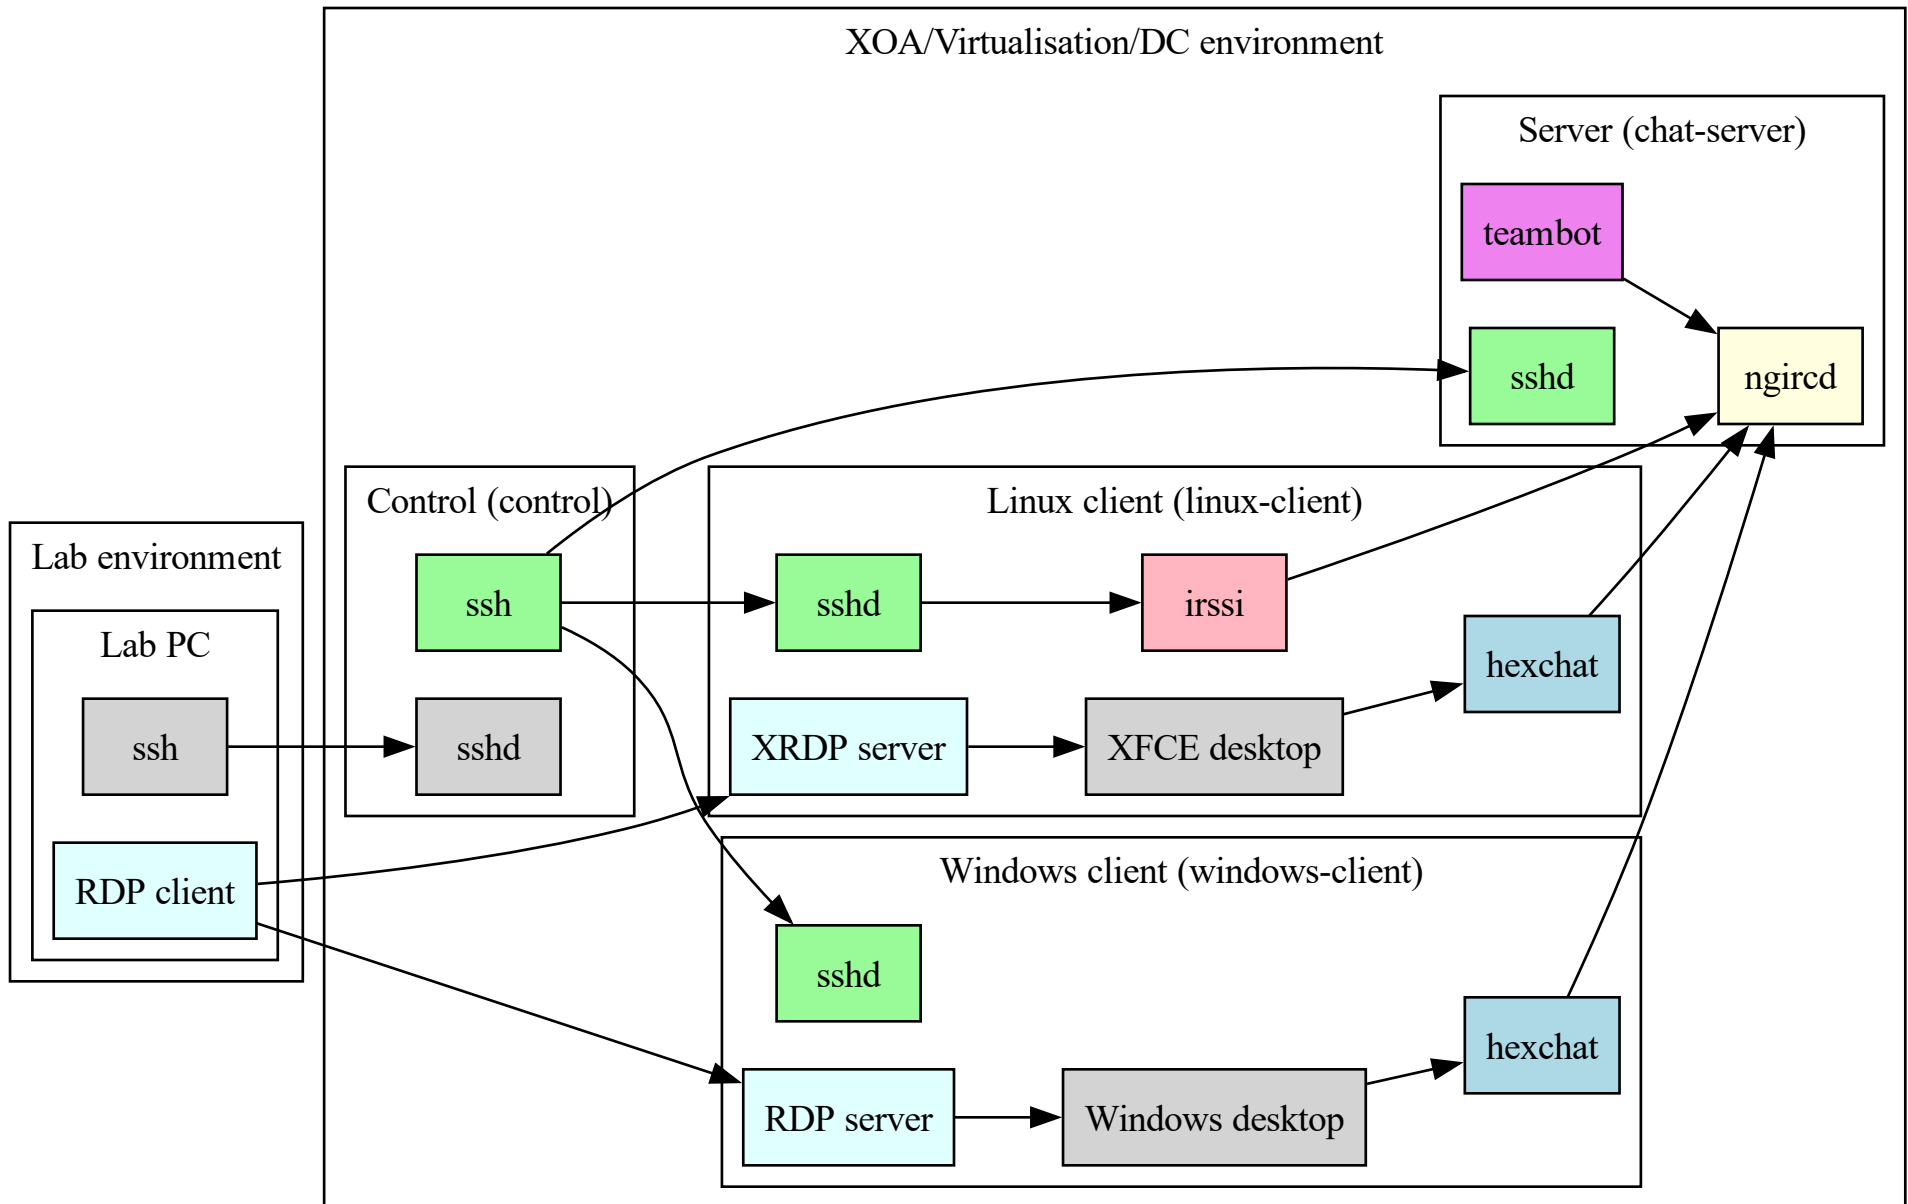 XOA/Virtualisation/DC environment
Server (chat-server)
teambot
sshd
ngircd
Control (control)
ssh
sshd
Linux client (linux-client)
sshd
irssi
hexchat
XRDP server
XFCE desktop
Lab environment
Lab PC
ssh
RDP client
Windows client (windows-client)
sshd
hexchat
RDP server
Windows desktop